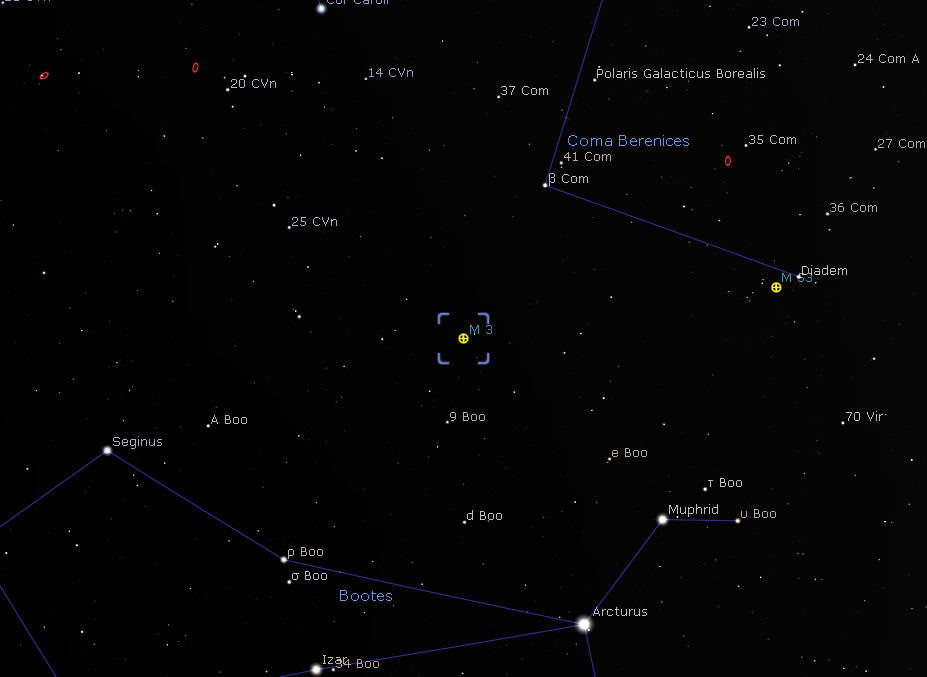 Cor Caroli
23 Com
24 Com A
Polaris Galacticus Borealis
14 CVn
20 CVn
37 Com
Coma Berenices
35 Com
27 Com
41 Com
β Com
36 Com
25 CVn
Diadem
M 53
M 3
9 Boo
A Boo
70 Vir
Seginus
e Boo
τ Boo
Muphrid
υ Boo
d Boo
ρ Boo
σ Boo
Bootes
Arcturus
Izar
34 Boo